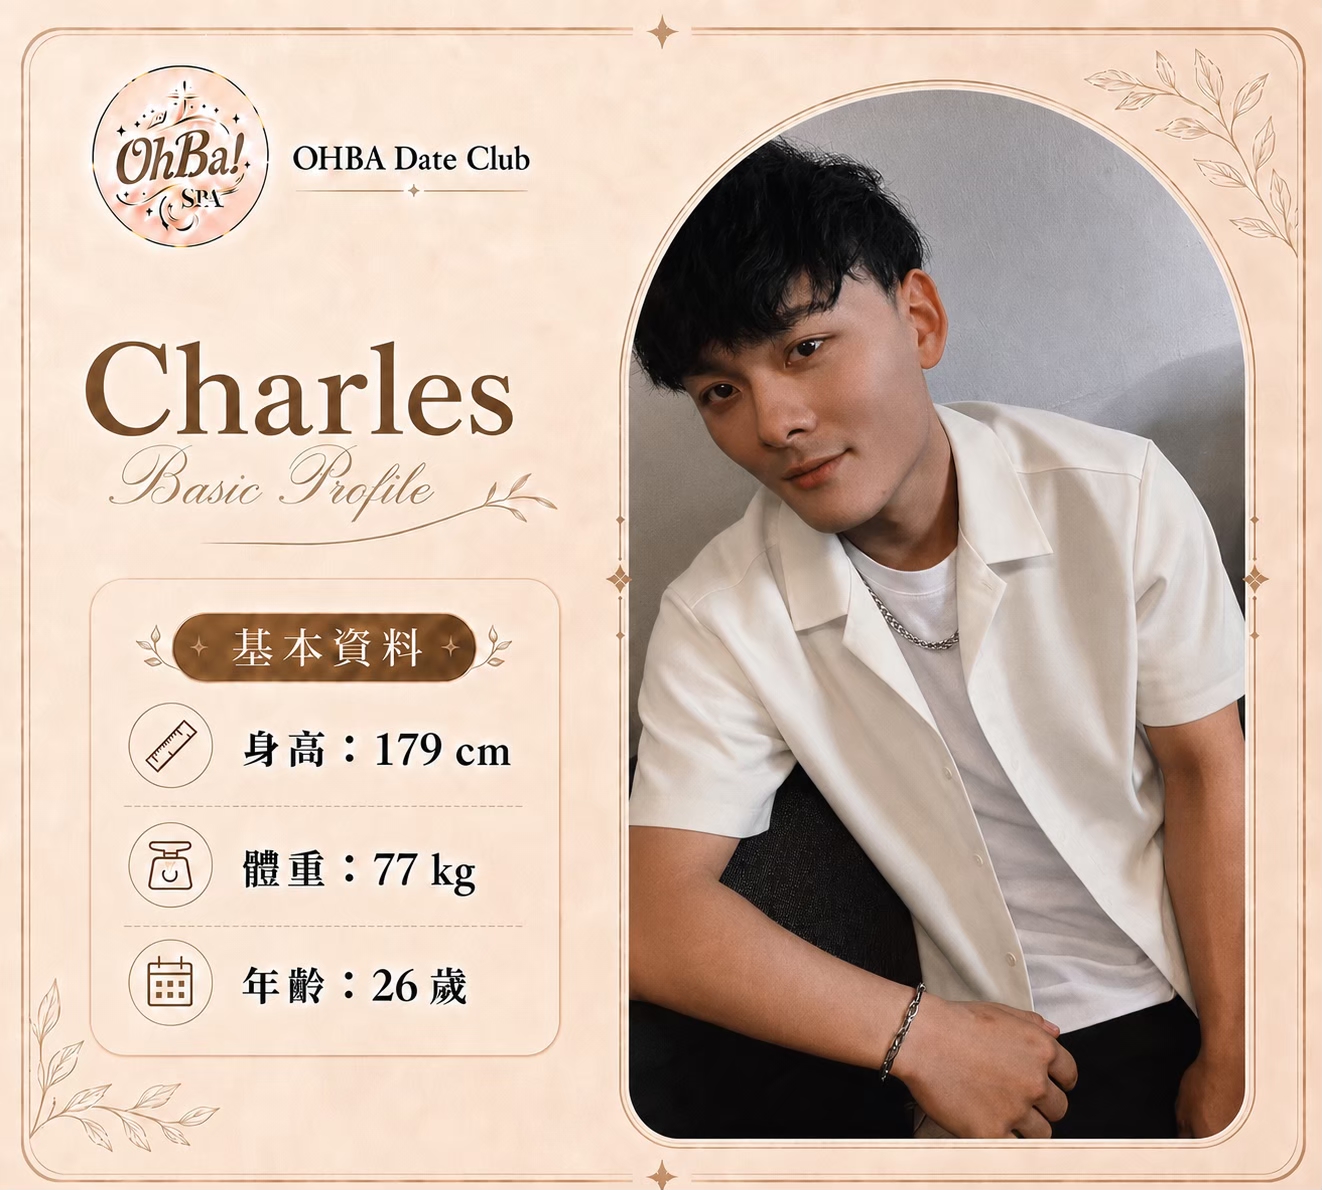 OhBa!
SPA
OHBA Date Club
Charles
Basic Profile
基本資料
身高：179 cm
體重：77 kg
年齡：26 歲